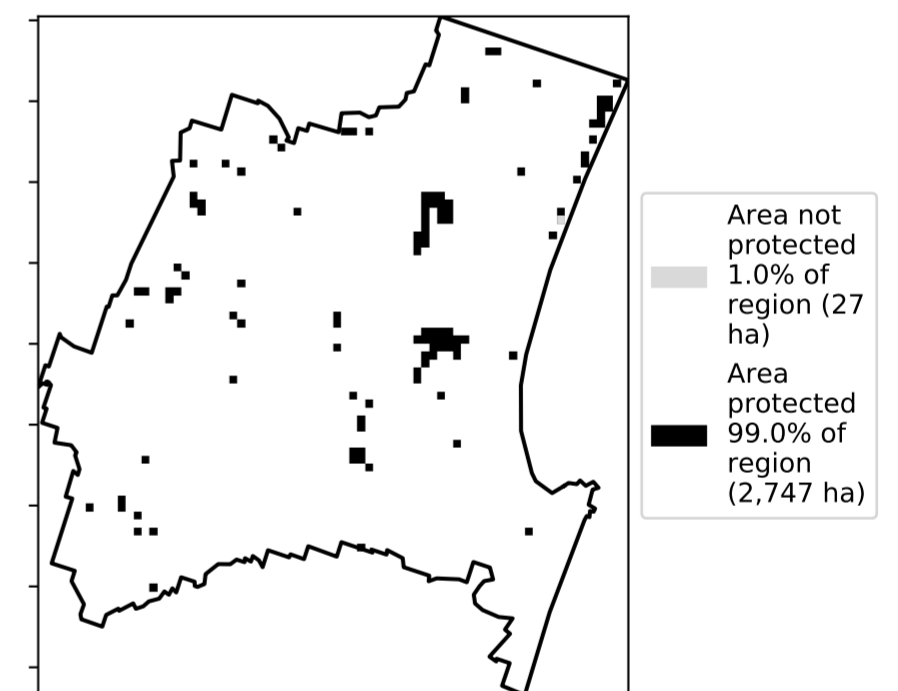 Area not
protected
1.0% of
region (27
ha)
Area
protected
99.0% of
region
(2,747 ha)